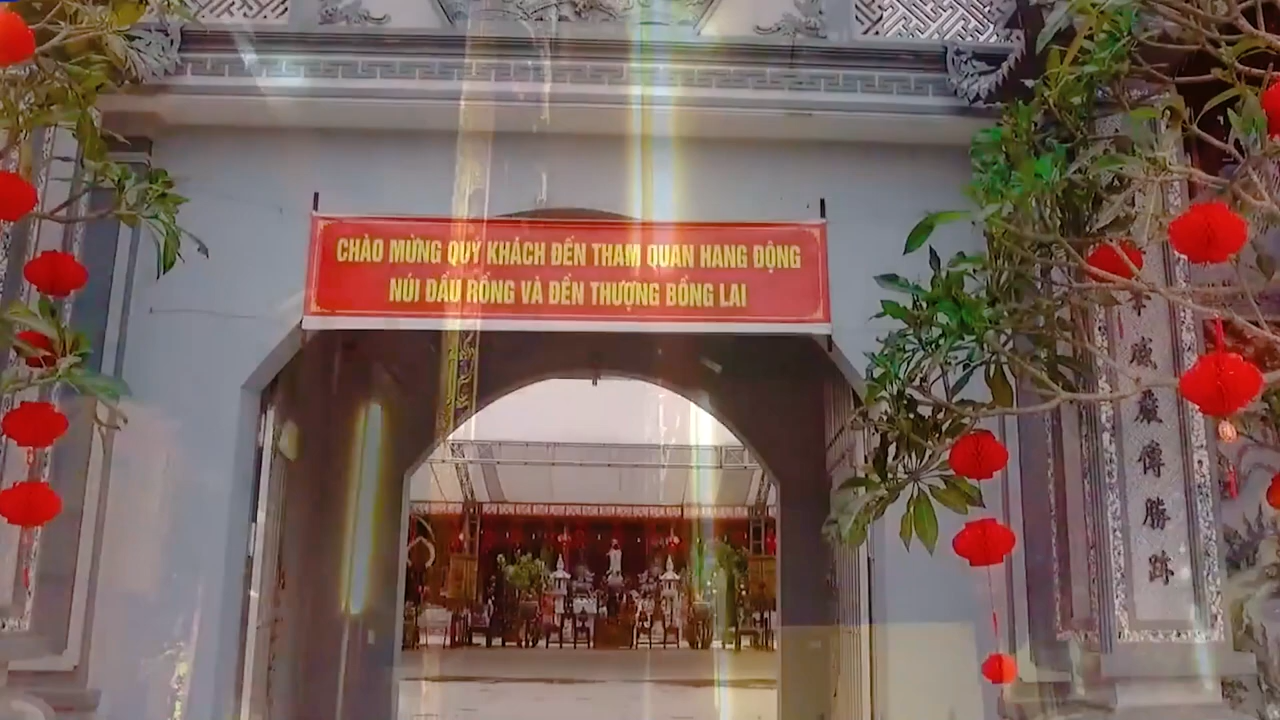 CHÀO MỪNG QUÝ KHÁCH ĐẾN THAM QUAN HANG ĐỘNG
NÚI ĐẦU RỒNG VÀ ĐỀN THƯỢNG BỒNG LAI
威
嚴
傳
勝
跡